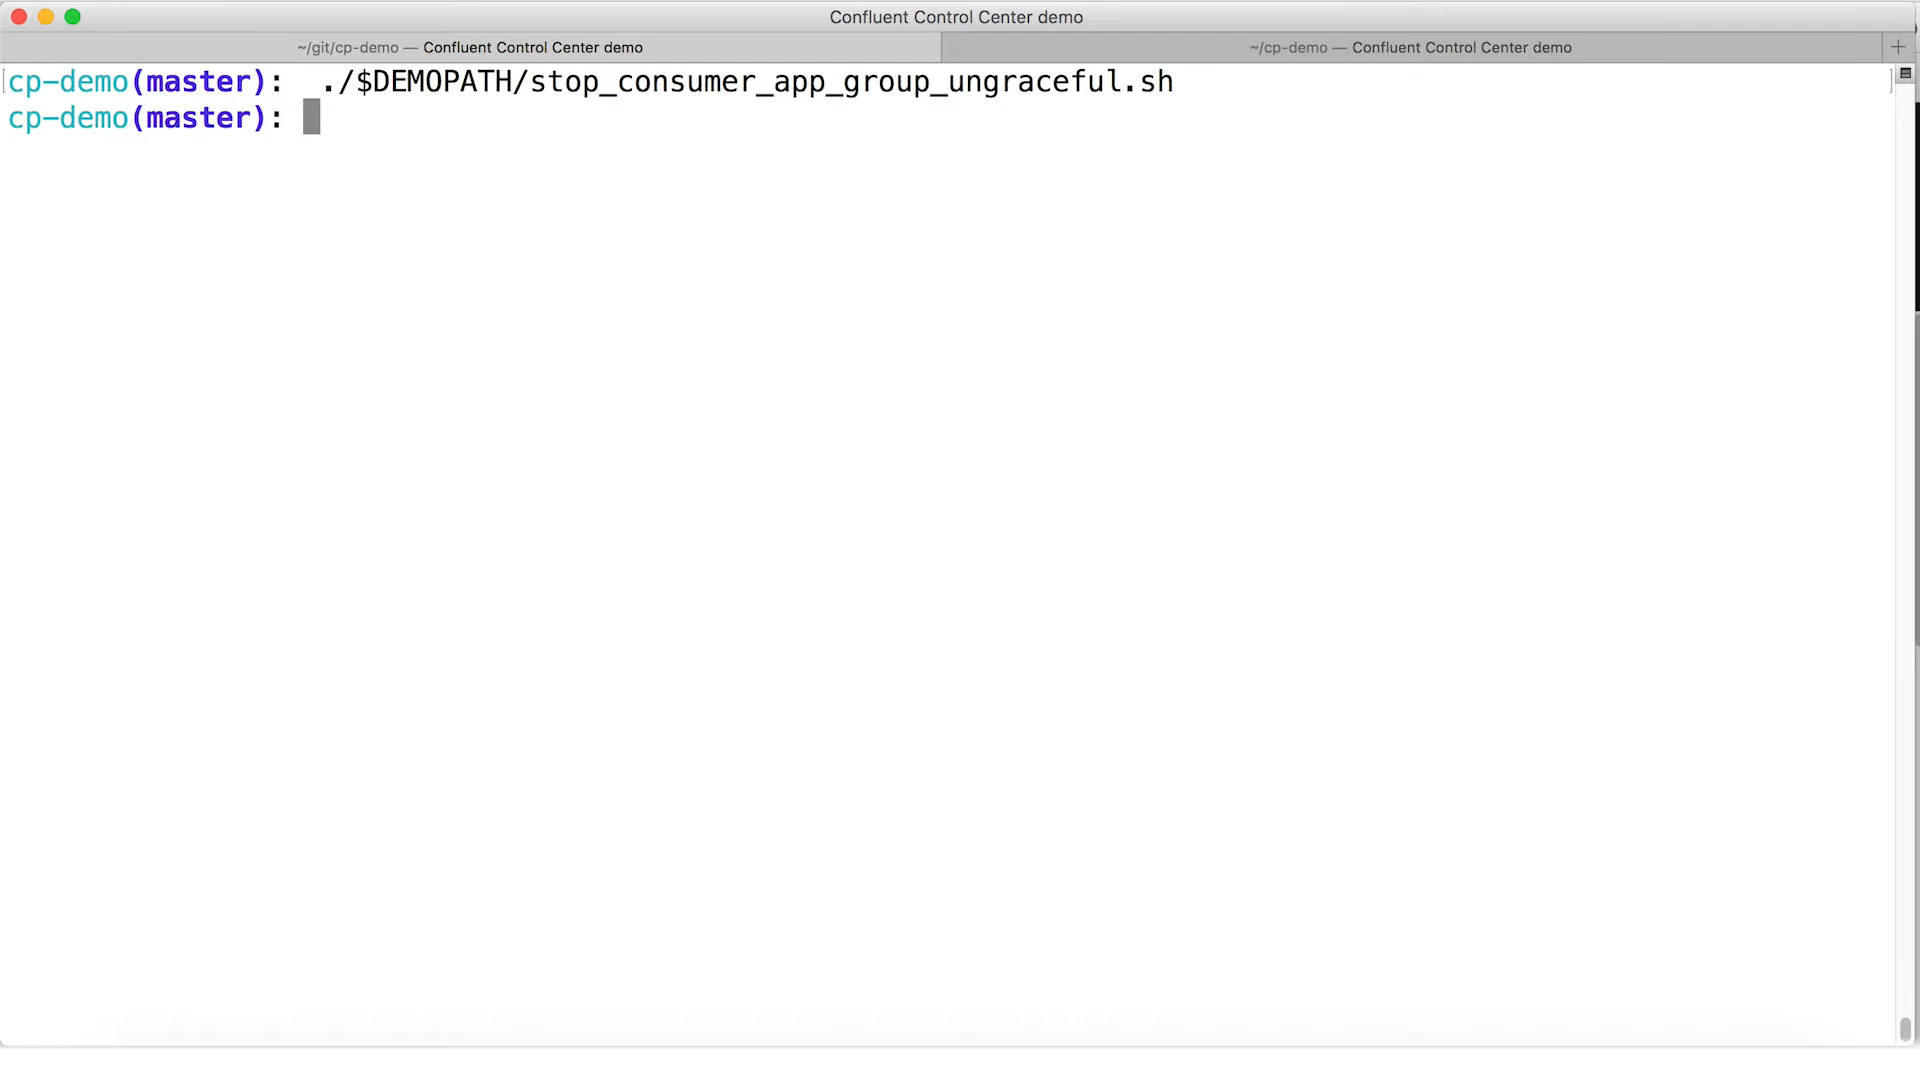 Confluent Control Center demo
~/git/cp-demo — Confluent Control Center demo
~/cp-demo — Confluent Control Center demo
cp-demo(master): ./$DEMOPATH/stop_consumer_app_group_ungraceful.sh
cp-demo(master):